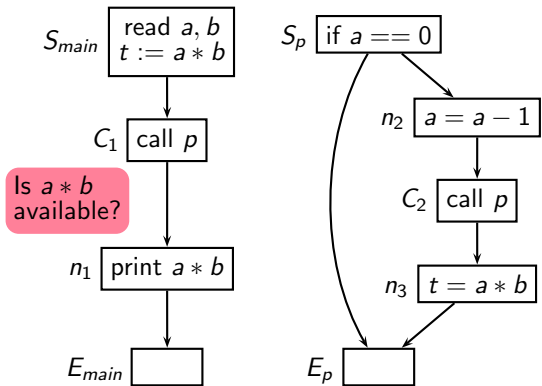 S_main
read a, b
t := a * b
C_1
call p
Is a * b
available?
n_1
print a * b
E_main
S_p
if a == 0
n_2
a = a − 1
C_2
call p
n_3
t = a * b
E_p